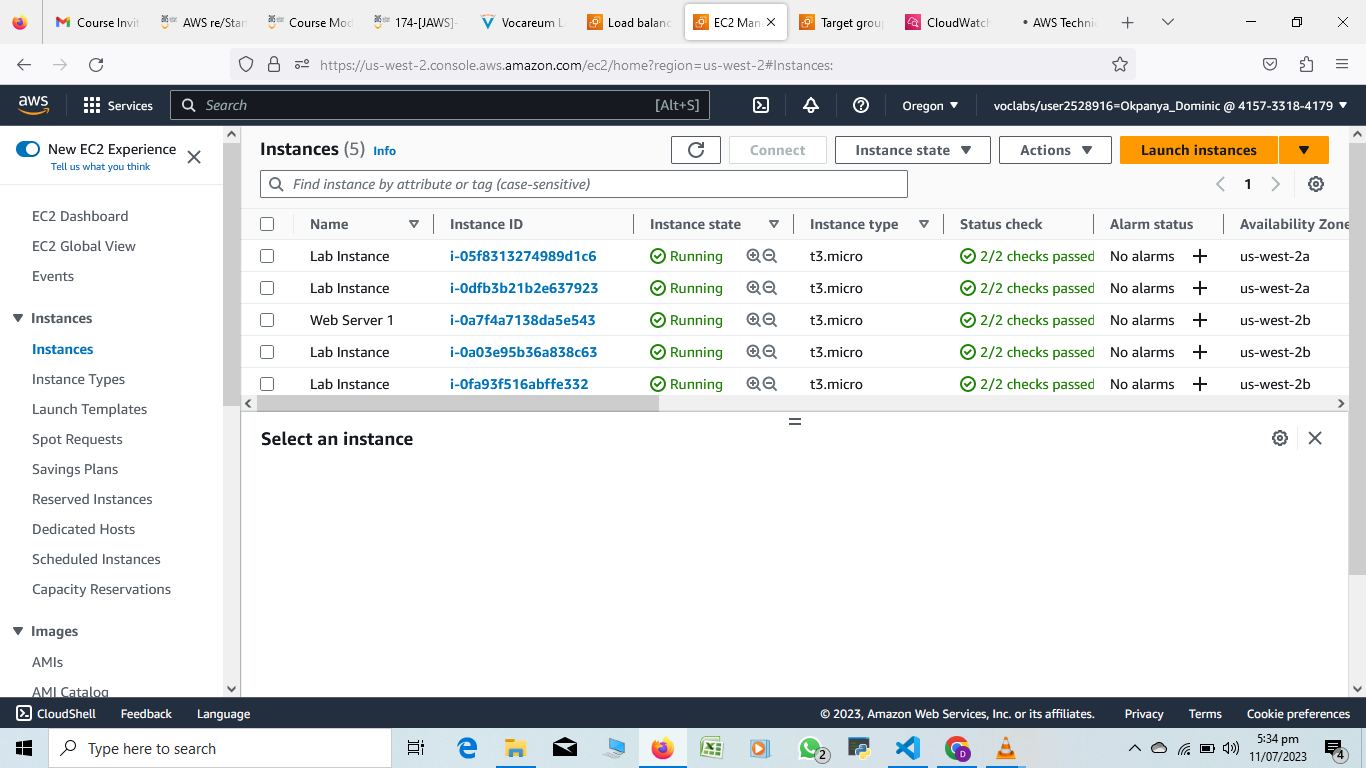 Course Invit
AWS re/Start
Course Mod
174-[JAWS]-
Vocareum L
Load balanc
EC2 Man
Target grou
CloudWatch
AWS Techni
https://us-west-2.console.aws.amazon.com/ec2/home?region=us-west-2#Instances:
aws
Services
Search
[Alt+S]
Oregon
voclabs/user2528916=Okpanya_Dominic @ 4157-3318-4179
New EC2 Experience
Tell us what you think
EC2 Dashboard
EC2 Global View
Events
Instances
Instances
Instance Types
Launch Templates
Spot Requests
Savings Plans
Reserved Instances
Dedicated Hosts
Scheduled Instances
Capacity Reservations
Images
AMIs
AMI Catalog
Instances (5) Info
Connect
Instance state
Actions
Launch instances
Find instance by attribute or tag (case-sensitive)
1
Name Instance ID Instance state Instance type Status check Alarm status Availability Zone
Lab Instance i-05f8313274989d1c6 Running t3.micro 2/2 checks passed No alarms us-west-2a
Lab Instance i-0dfb3b21b2e637923 Running t3.micro 2/2 checks passed No alarms us-west-2a
Web Server 1 i-0a7f4a7138da5e543 Running t3.micro 2/2 checks passed No alarms us-west-2b
Lab Instance i-0a03e95b36a838c63 Running t3.micro 2/2 checks passed No alarms us-west-2b
Lab Instance i-0fa93f516abffe332 Running t3.micro 2/2 checks passed No alarms us-west-2b
Select an instance
CloudShell Feedback Language
© 2023, Amazon Web Services, Inc. or its affiliates. Privacy Terms Cookie preferences
Type here to search
2
D
5:34 pm
11/07/2023
4